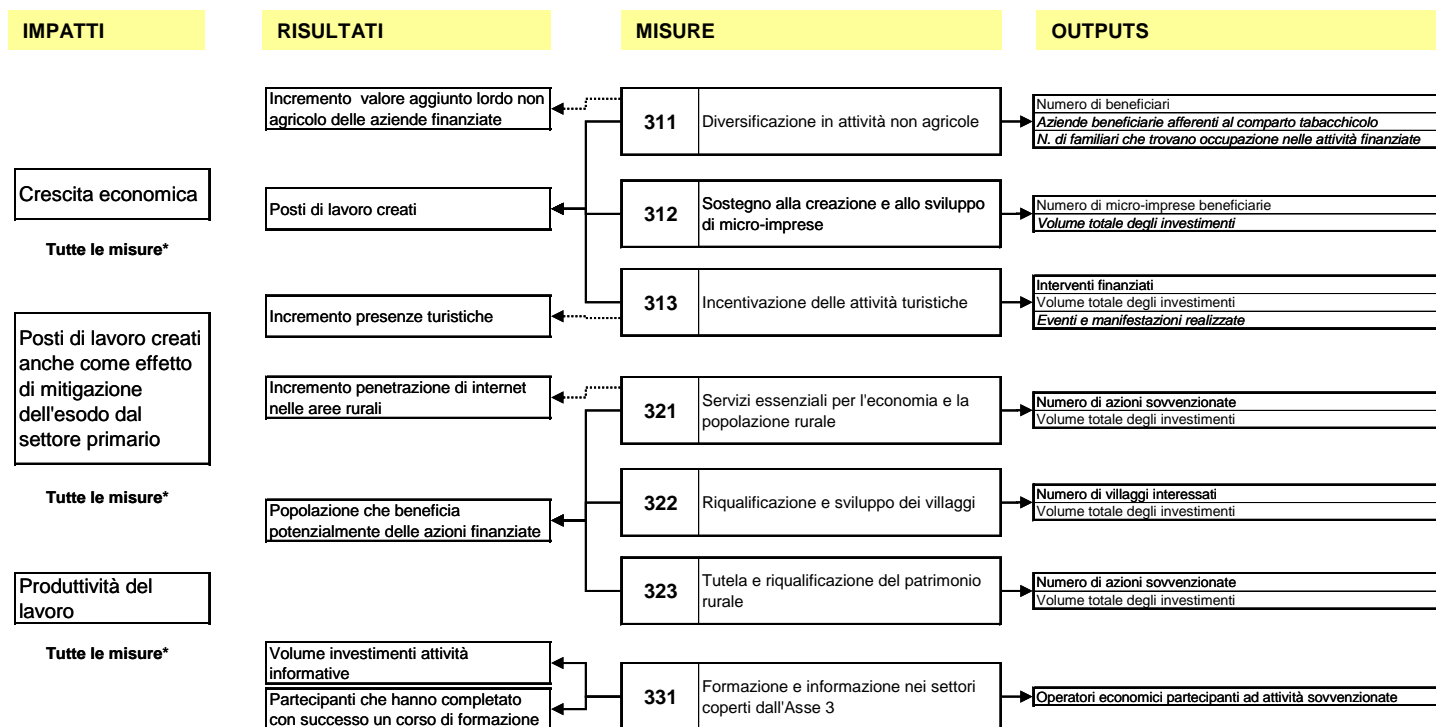 IMPATTI
RISULTATI
MISURE
OUTPUTS
Crescita economica
Tutte le misure*
Posti di lavoro creati
anche come effetto
di mitigazione
dell'esodo dal
settore primario
Tutte le misure*
Produttività del
lavoro
Tutte le misure*
Incremento valore aggiunto lordo non
agricolo delle aziende finanziate
Posti di lavoro creati
Incremento presenze turistiche
Incremento penetrazione di internet
nelle aree rurali
Popolazione che beneficia
potenzialmente delle azioni finanziate
Volume investimenti attività
informative
Partecipanti che hanno completato
con successo un corso di formazione
311
Diversificazione in attività non agricole
312
Sostegno alla creazione e allo sviluppo
di micro-imprese
313
Incentivazione delle attività turistiche
321
Servizi essenziali per l'economia e la
popolazione rurale
322
Riqualificazione e sviluppo dei villaggi
323
Tutela e riqualificazione del patrimonio
rurale
331
Formazione e informazione nei settori
coperti dall'Asse 3
Numero di beneficiari
Aziende beneficiarie afferenti al comparto tabacchicolo
N. di familiari che trovano occupazione nelle attività finanziate
Numero di micro-imprese beneficiarie
Volume totale degli investimenti
Interventi finanziati
Volume totale degli investimenti
Eventi e manifestazioni realizzate
Numero di azioni sovvenzionate
Volume totale degli investimenti
Numero di villaggi interessati
Volume totale degli investimenti
Numero di azioni sovvenzionate
Volume totale degli investimenti
Operatori economici partecipanti ad attività sovvenzionate